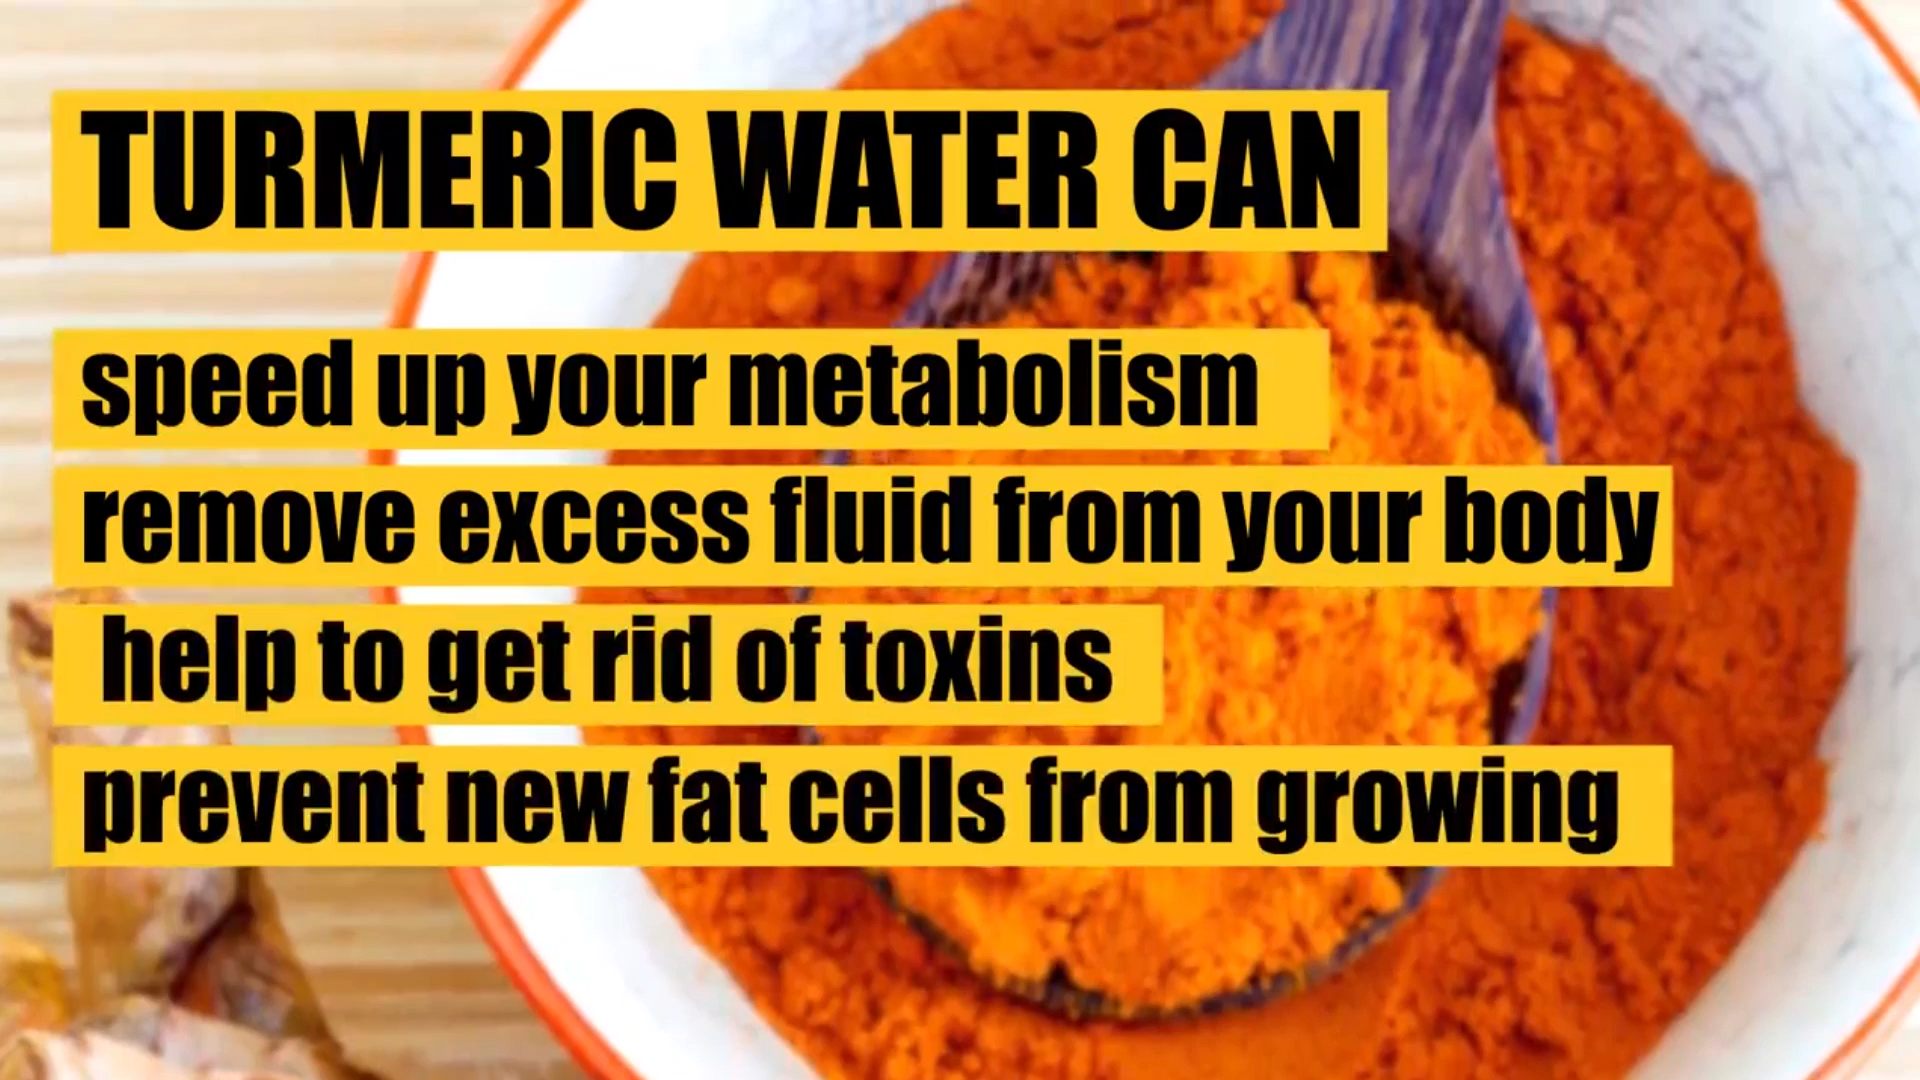 TURMERIC WATER CAN
speed up your metabolism
remove excess fluid from your body
help to get rid of toxins
prevent new fat cells from growing